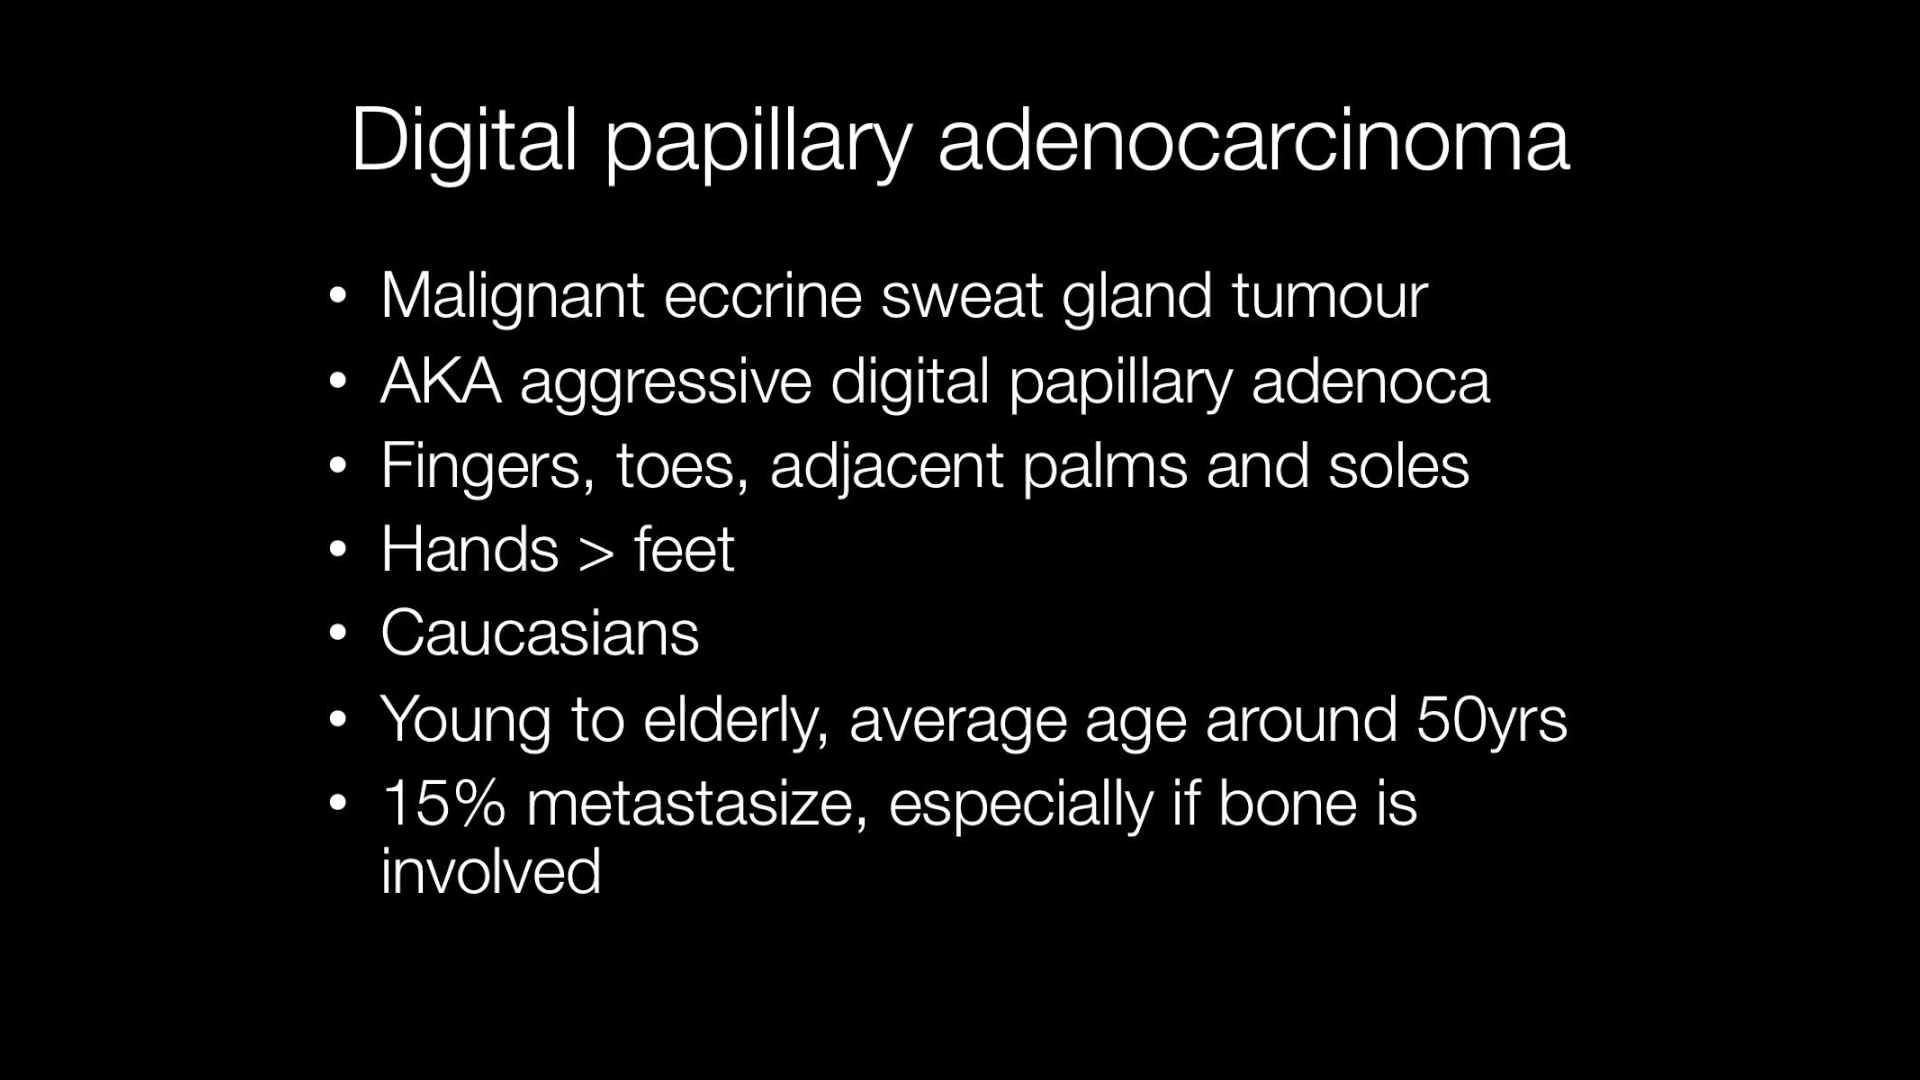 Digital papillary adenocarcinoma
• Malignant eccrine sweat gland tumour
• AKA aggressive digital papillary adenoca
• Fingers, toes, adjacent palms and soles
• Hands > feet
• Caucasians
• Young to elderly, average age around 50yrs
• 15% metastasize, especially if bone is
involved